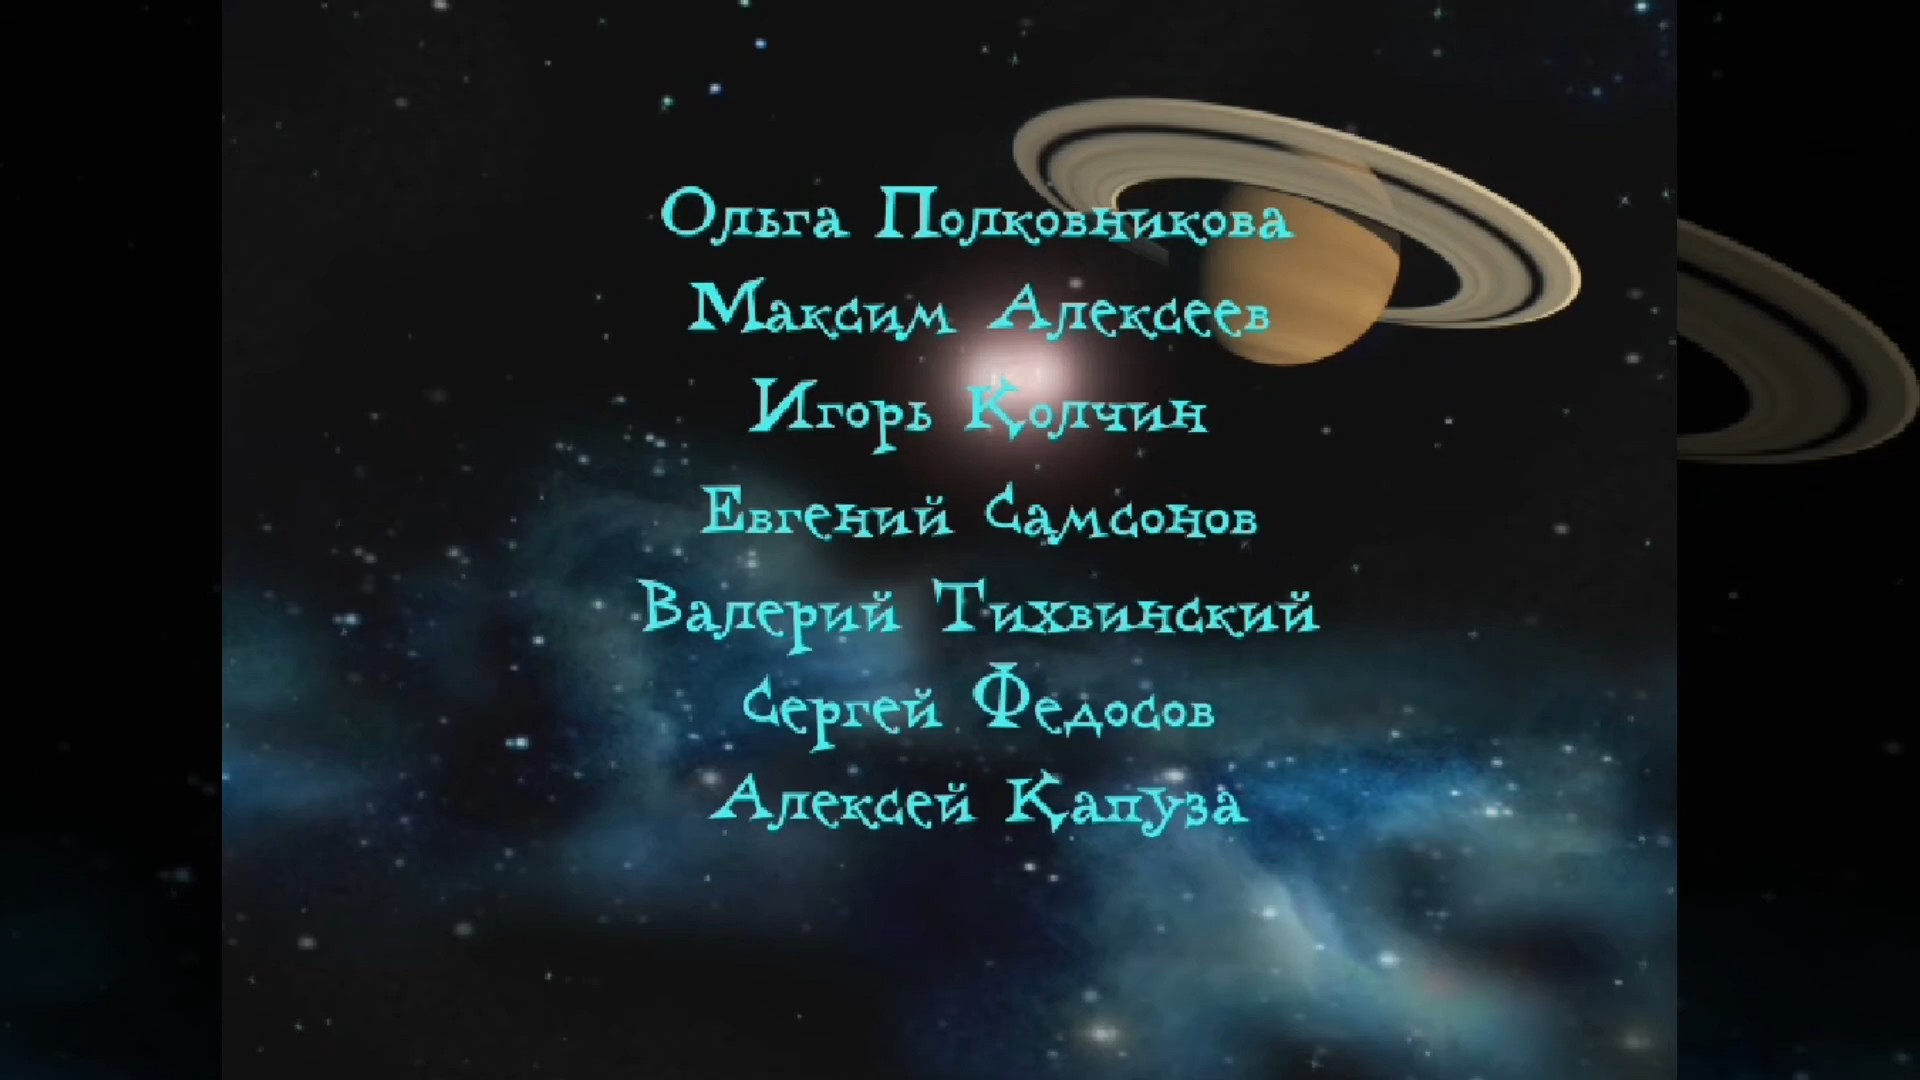 Ольга Полковникова
Максим Алексеев
Игорь Колчин
Евгений Самсонов
Валерий Тихвинский
Сергей Федосов
Алексей Капуза